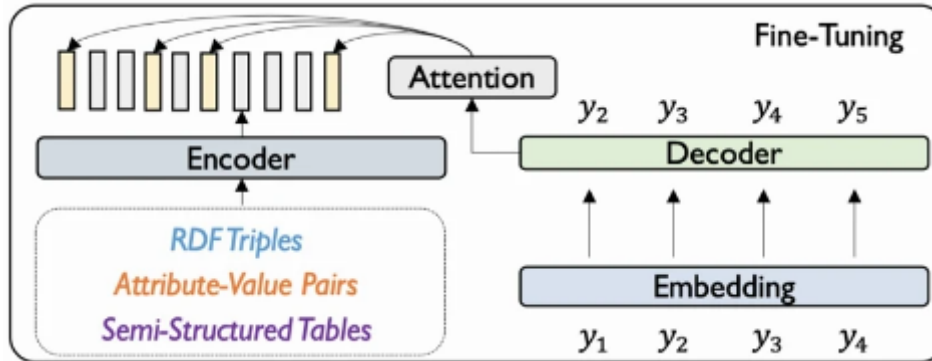 Fine-Tuning
Attention
Encoder
RDF Triples
Attribute-Value Pairs
Semi-Structured Tables
y₂ y₃ y₄ y₅
Decoder
Embedding
y₁ y₂ y₃ y₄